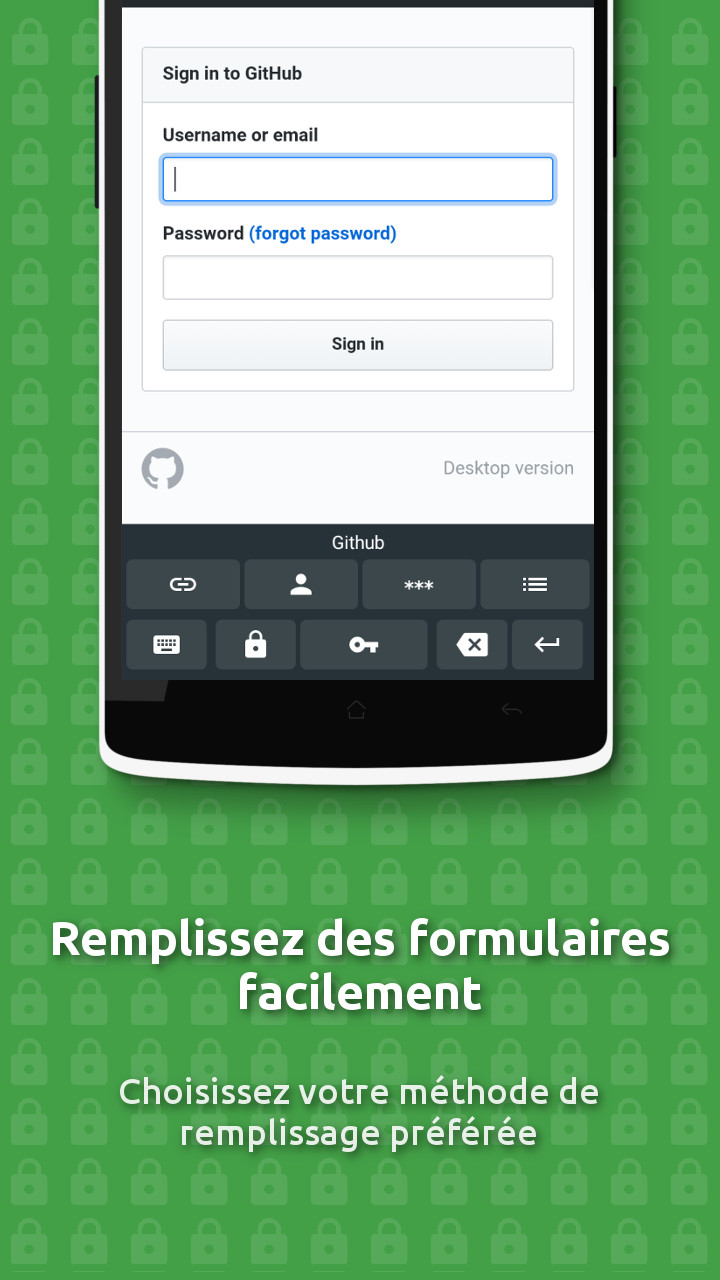 Sign in to GitHub
Username or email
Password (forgot password)
Sign in
Desktop version
Github
***
Remplissez des formulaires
facilement
Choisissez votre méthode de
remplissage préférée